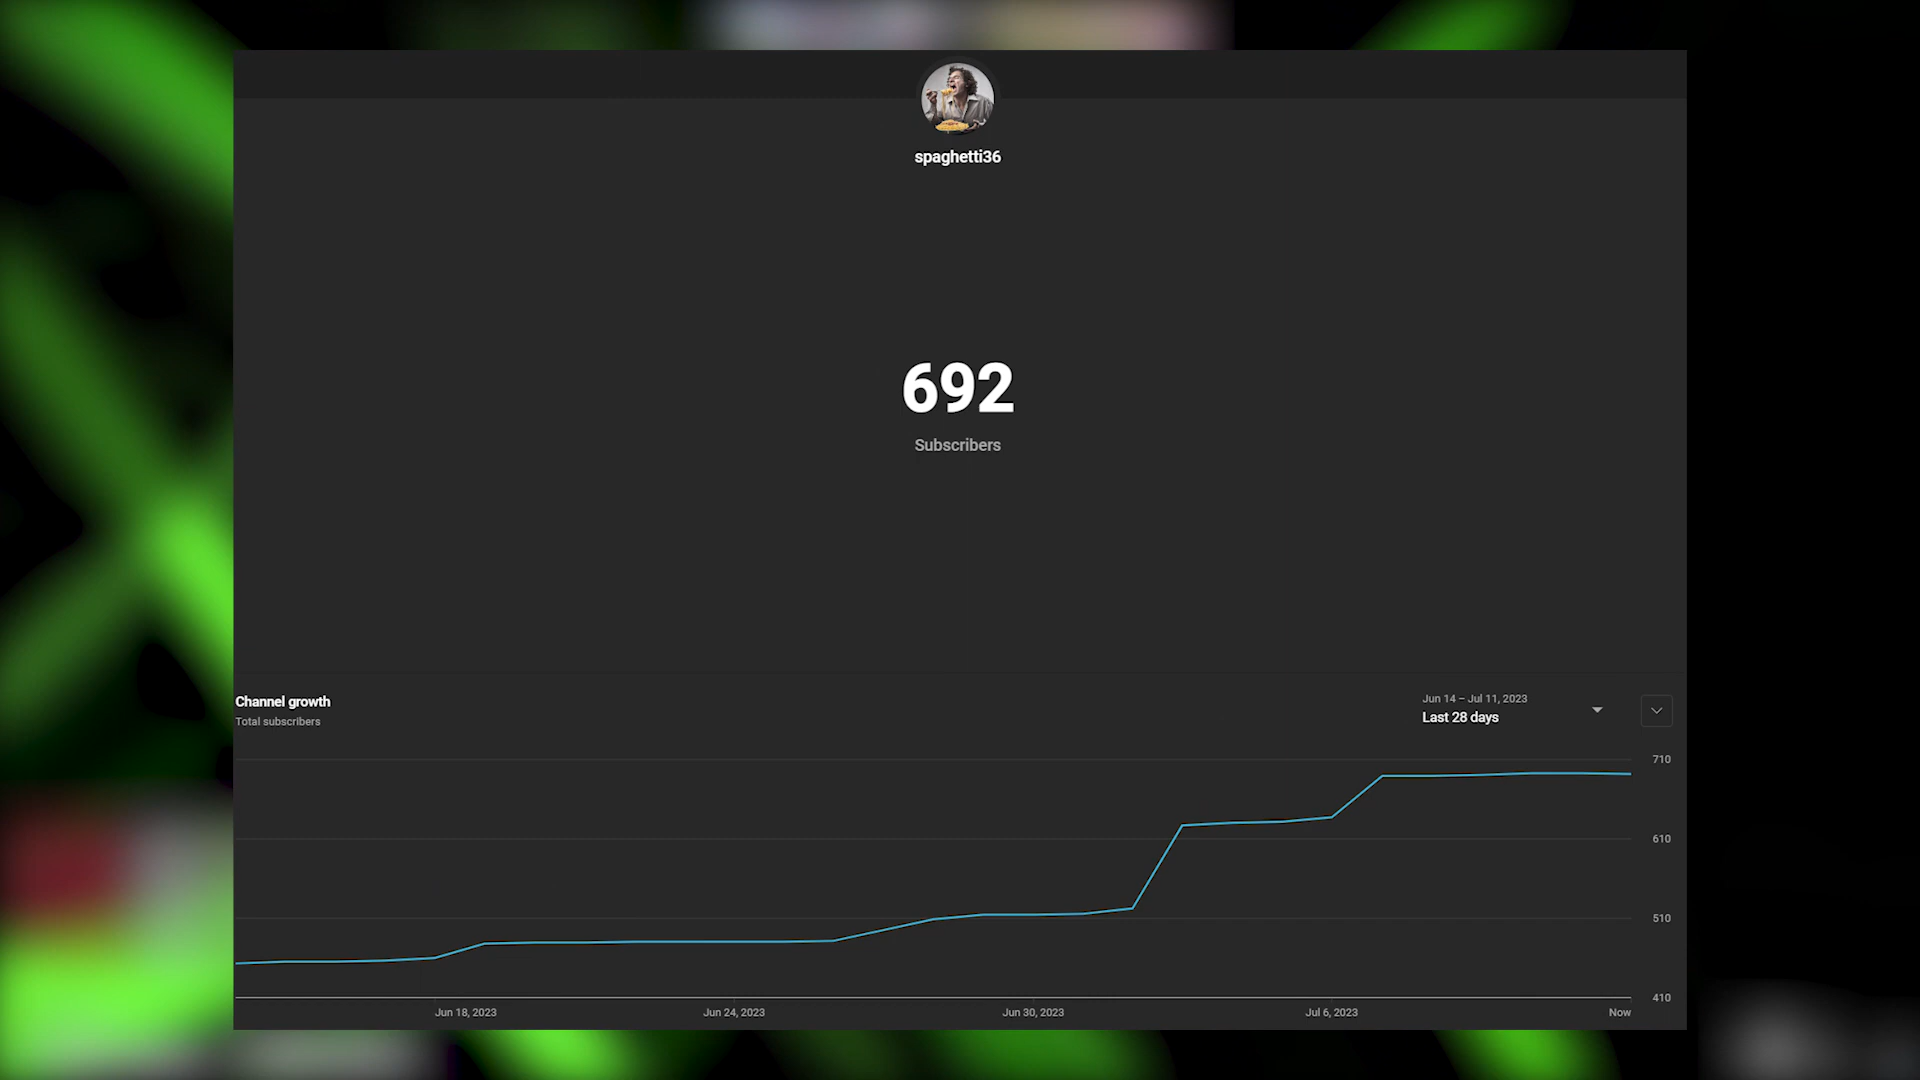 spaghetti36
692
Subscribers
Channel growth
Total subscribers
Jun 14 – Jul 11, 2023
Last 28 days
710
610
510
410
Jun 18, 2023
Jun 24, 2023
Jun 30, 2023
Jul 6, 2023
Now